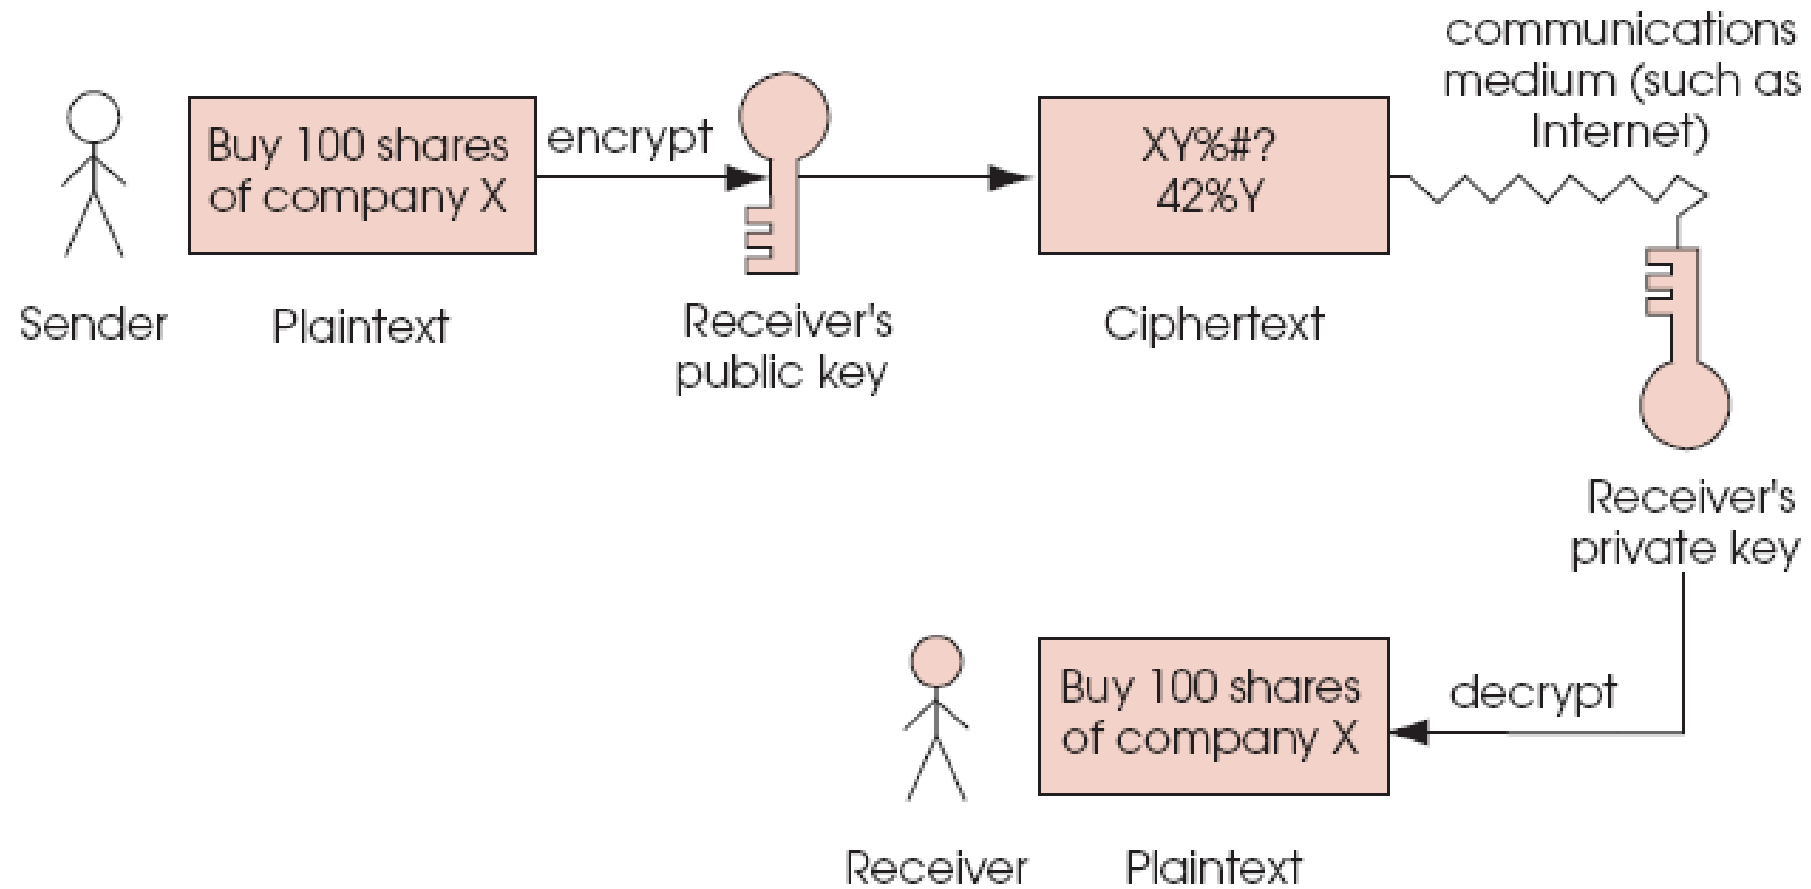 communications
medium (such as
Internet)
Buy 100 shares
of company X
encrypt
XY%#?
42%Y
Sender
Plaintext
Receiver's
public key
Ciphertext
Receiver's
private key
Buy 100 shares
of company X
decrypt
Receiver
Plaintext